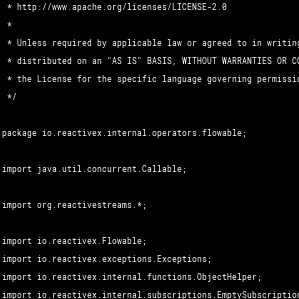 * http://www.apache.org/licenses/LICENSE-2.0
*
* Unless required by applicable law or agreed to in writing
* distributed on an "AS IS" BASIS, WITHOUT WARRANTIES OR
* the License for the specific language governing
*/
package io.reactivex.internal.operators.flowable;
import java.util.concurrent.Callable;
import org.reactivestreams.*;
import io.reactivex.Flowable;
import io.reactivex.exceptions.Exceptions;
import io.reactivex.internal.functions.ObjectHelper;
import io.reactivex.internal.subscriptions.EmptySubscription